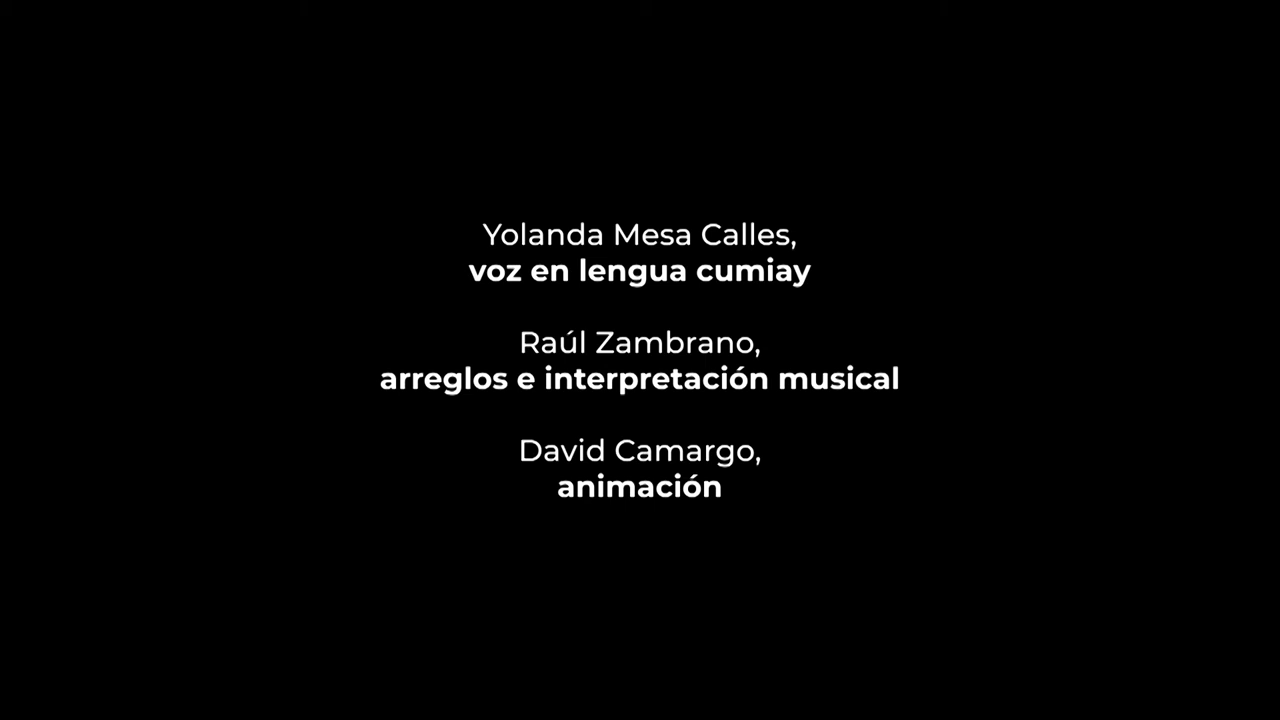 Yolanda Mesa Calles,
voz en lengua cumiay
Raúl Zambrano,
arreglos e interpretación musical
David Camargo,
animación